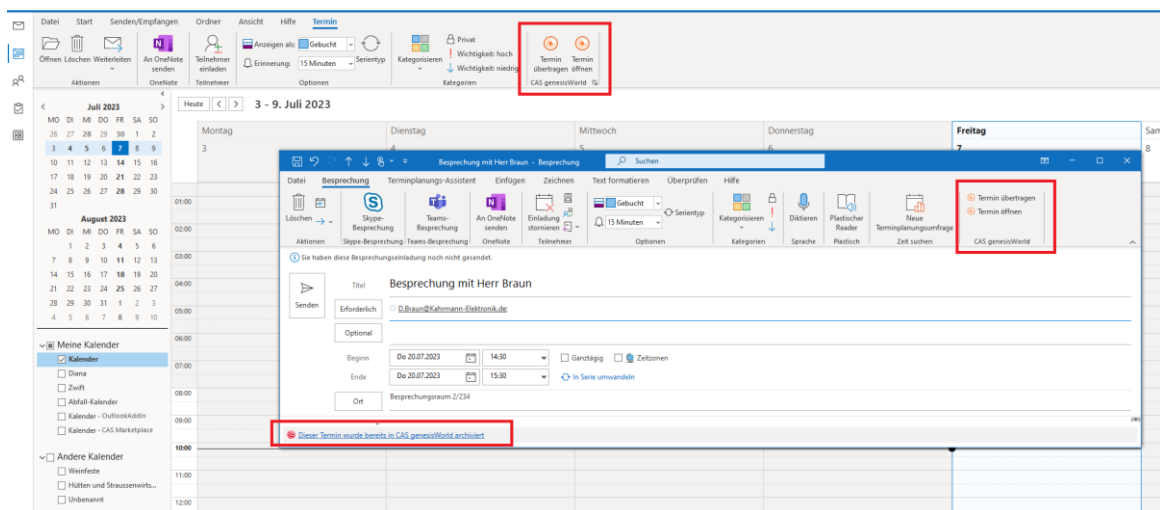 Datei Start Senden/Empfangen Ordner Ansicht Hilfe Termin
Öffnen Löschen Weiterleiten
An OneNote senden
Teilnehmer einladen
Anzeigen als: Gebucht
Erinnerung: 15 Minuten
Serientyp
Kategorisieren
Privat
Wichtigkeit: hoch
Wichtigkeit: niedrig
Termin übertragen
Termin öffnen
Aktionen OneNote Teilnehmer Optionen Kategorien CAS genesisWorld
Juli 2023
MO DI MI DO FR SA SO
26 27 28 29 30 1 2
3 4 5 6 7 8 9
10 11 12 13 14 15 16
17 18 19 20 21 22 23
24 25 26 27 28 29 30
31
August 2023
MO DI MI DO FR SA SO
1 2 3 4 5 6
7 8 9 10 11 12 13
14 15 16 17 18 19 20
21 22 23 24 25 26 27
28 29 30 31 1 2 3
4 5 6 7 8 9 10
Meine Kalender
Kalender
Diana
Zwift
Abfall-Kalender
Kalender - OutlookAddin
Kalender - CAS Marketplace
Andere Kalender
Weinfeste
Hütten und Straussenwirts...
Unbenannt
Heute 3 - 9. Juli 2023
Montag Dienstag Mittwoch Donnerstag Freitag Sam
3 4 5 6 7 8
01:00
02:00
03:00
04:00
05:00
06:00
07:00
08:00
09:00
10:00
11:00
12:00
Besprechung mit Herr Braun - Besprechung Suchen
Datei Besprechung Terminplanungs-Assistent Einfügen Zeichnen Text formatieren Überprüfen Hilfe
Löschen
Skype-Besprechung
Teams-Besprechung
An OneNote senden
Einladung stornieren
Gebucht
15 Minuten
Serientyp
Kategorisieren
Diktieren
Plastischer Reader
Neue Terminplanungsumfrage
Termin übertragen
Termin öffnen
Aktionen Skype-Besprechung Teams-Besprechung OneNote Teilnehmer Optionen Kategorien Sprache Plastisch Zeit suchen CAS genesisWorld
Sie haben diese Besprechungseinladung noch nicht gesendet.
Senden
Titel Besprechung mit Herr Braun
Erforderlich D.Braun@Kahrmann-Elektronik.de;
Optional
Beginn Do 20.07.2023 14:30 Ganztägig Zeitzonen
Ende Do 20.07.2023 15:30 In Serie umwandeln
Ort Besprechungsraum 2/234
Dieser Termin wurde bereits in CAS genesisWorld archiviert